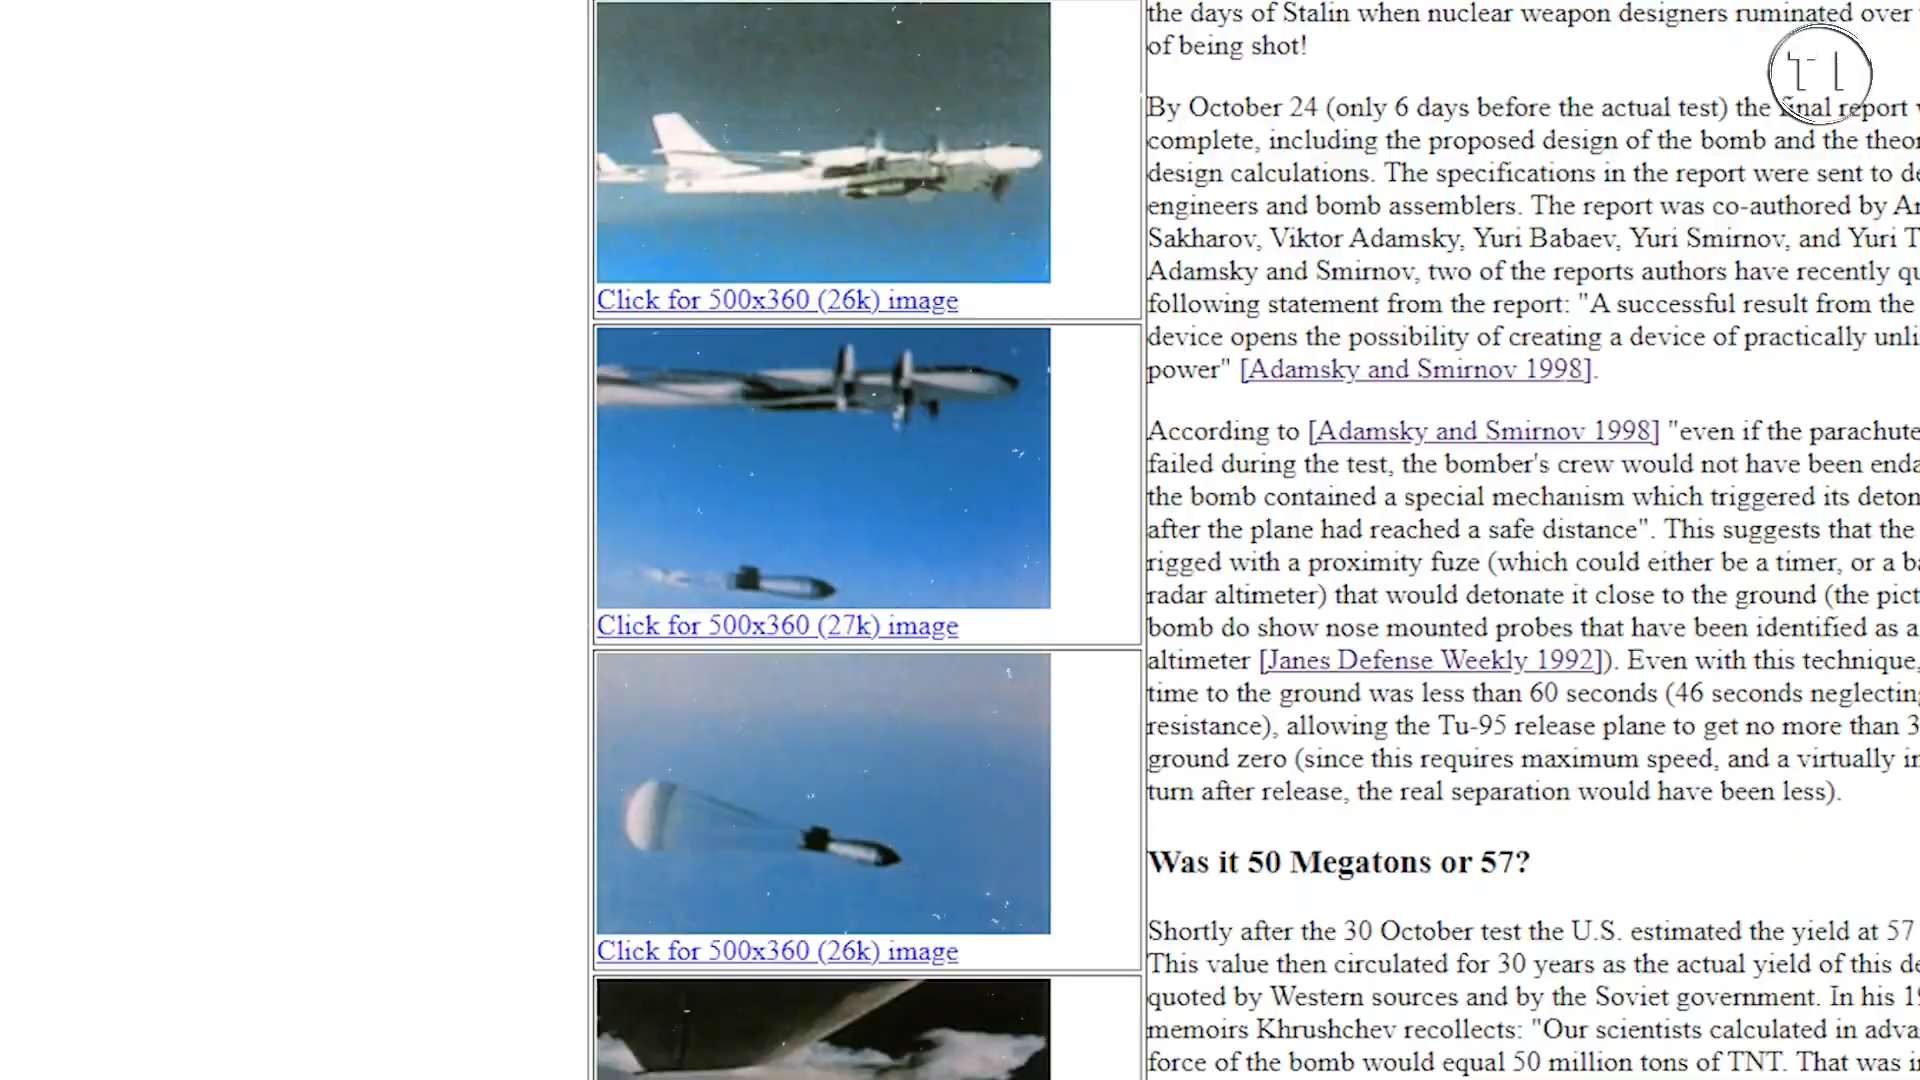 Click for 500x360 (26k) image
Click for 500x360 (27k) image
Click for 500x360 (26k) image
the days of Stalin when nuclear weapon designers ruminated over
of being shot!
TI
By October 24 (only 6 days before the actual test) the final report
complete, including the proposed design of the bomb and the
design calculations. The specifications in the report were sent to
engineers and bomb assemblers. The report was co-authored by
Sakharov, Viktor Adamsky, Yuri Babaev, Yuri Smirnov, and Yuri
Adamsky and Smirnov, two of the reports authors have recently
following statement from the report: "A successful result from the
device opens the possibility of creating a device of practically
power" [Adamsky and Smirnov 1998].
According to [Adamsky and Smirnov 1998] "even if the parachute
failed during the test, the bomber's crew would not have been
the bomb contained a special mechanism which triggered its
after the plane had reached a safe distance". This suggests that the
rigged with a proximity fuze (which could either be a timer, or a
radar altimeter) that would detonate it close to the ground (the
bomb do show nose mounted probes that have been identified as a
altimeter [Janes Defense Weekly 1992]). Even with this technique,
time to the ground was less than 60 seconds (46 seconds neglecting
resistance), allowing the Tu-95 release plane to get no more than
ground zero (since this requires maximum speed, and a virtually
turn after release, the real separation would have been less).
Was it 50 Megatons or 57?
Shortly after the 30 October test the U.S. estimated the yield at 57
This value then circulated for 30 years as the actual yield of this
quoted by Western sources and by the Soviet government. In his
memoirs Khrushchev recollects: "Our scientists calculated in
force of the bomb would equal 50 million tons of TNT. That was